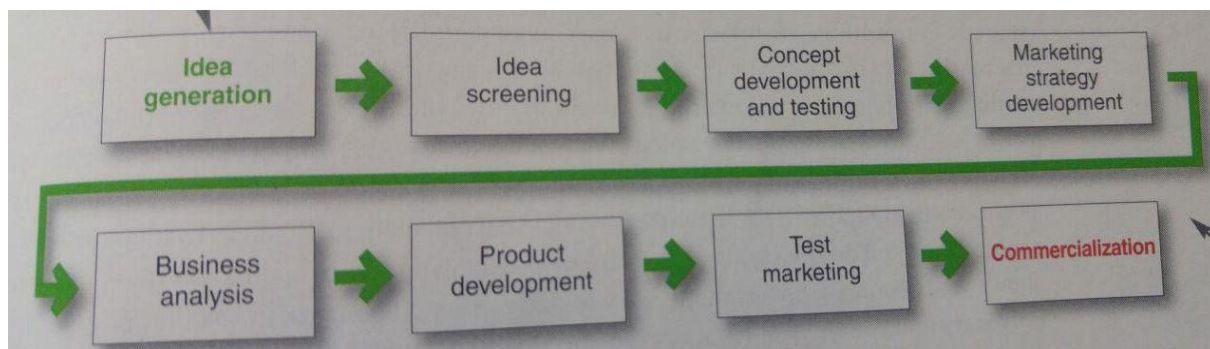 Idea
generation
Idea
screening
Concept
development
and testing
Marketing
strategy
development
Business
analysis
Product
development
Test
marketing
Commercialization